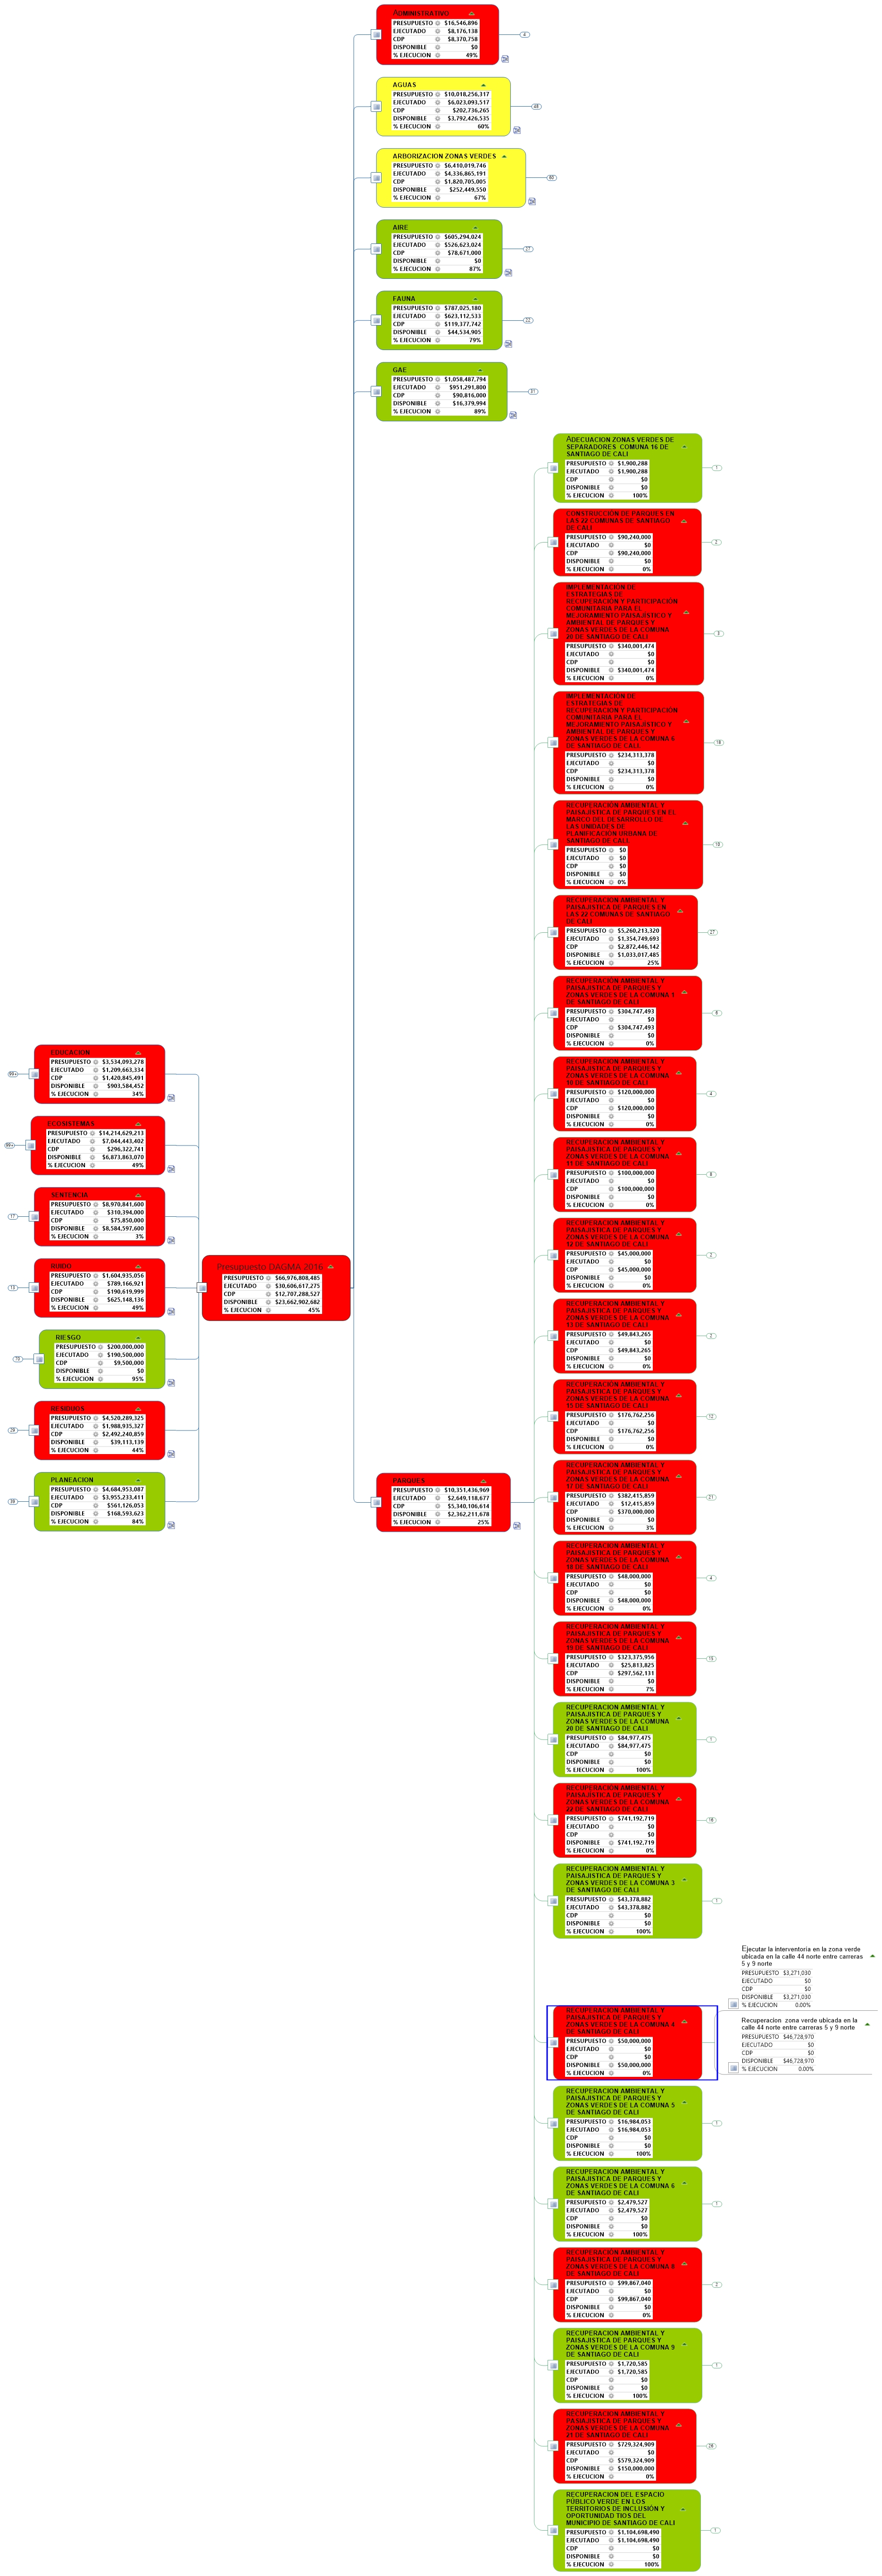 ADMINISTRATIVO
PRESUPUESTO $16,546,896
EJECUTADO $8,176,138
CDP $8,370,758
DISPONIBLE $0
% EJECUCION 49%
4
AGUAS
PRESUPUESTO $10,018,256,317
EJECUTADO $6,023,093,517
CDP $202,736,265
DISPONIBLE $3,792,426,535
% EJECUCION 60%
48
ARBORIZACION ZONAS VERDES
PRESUPUESTO $6,410,019,746
EJECUTADO $4,336,865,191
CDP $1,820,705,005
DISPONIBLE $252,449,550
% EJECUCION 67%
60
AIRE
PRESUPUESTO $605,294,024
EJECUTADO $526,623,024
CDP $78,671,000
DISPONIBLE $0
% EJECUCION 87%
27
FAUNA
PRESUPUESTO $787,025,180
EJECUTADO $623,112,533
CDP $119,377,742
DISPONIBLE $44,534,905
% EJECUCION 79%
22
GAE
PRESUPUESTO $1,058,487,794
EJECUTADO $951,291,800
CDP $90,816,000
DISPONIBLE $16,379,994
% EJECUCION 89%
31
EDUCACION
PRESUPUESTO $3,534,093,278
EJECUTADO $1,209,663,334
CDP $1,420,845,491
DISPONIBLE $903,584,452
% EJECUCION 34%
99+
ECOSISTEMAS
PRESUPUESTO $14,214,629,213
EJECUTADO $7,044,443,402
CDP $296,322,741
DISPONIBLE $6,873,863,070
% EJECUCION 49%
99+
SENTENCIA
PRESUPUESTO $8,970,841,600
EJECUTADO $310,394,000
CDP $75,850,000
DISPONIBLE $8,584,597,600
% EJECUCION 3%
17
RUIDO
PRESUPUESTO $1,604,935,056
EJECUTADO $789,166,921
CDP $190,619,999
DISPONIBLE $625,148,136
% EJECUCION 49%
RIESGO
PRESUPUESTO $200,000,000
EJECUTADO $190,500,000
CDP $9,500,000
DISPONIBLE $0
% EJECUCION 95%
RESIDUOS
PRESUPUESTO $4,520,289,325
EJECUTADO $1,988,935,327
CDP $2,492,240,859
DISPONIBLE $39,113,139
% EJECUCION 44%
PLANEACION
PRESUPUESTO $4,684,953,087
EJECUTADO $3,955,233,411
CDP $561,126,053
DISPONIBLE $168,593,623
% EJECUCION 84%
Presupuesto DAGMA 2016
PRESUPUESTO $66,976,808,485
EJECUTADO $30,606,617,275
CDP $12,707,288,527
DISPONIBLE $23,662,902,682
% EJECUCION 45%
PARQUES
PRESUPUESTO $10,351,436,969
EJECUTADO $2,649,118,677
CDP $5,340,106,614
DISPONIBLE $2,362,211,678
% EJECUCION 25%
ADECUACION ZONAS VERDES DE
SEPARADORES COMUNA 16 DE
SANTIAGO DE CALI
PRESUPUESTO $1,900,288
EJECUTADO $1,900,288
CDP $0
DISPONIBLE $0
% EJECUCION 100%
1
CONSTRUCCIÓN DE PARQUES EN
LAS 22 COMUNAS DE SANTIAGO
DE CALI
PRESUPUESTO $90,240,000
EJECUTADO $0
CDP $90,240,000
DISPONIBLE $0
% EJECUCION 0%
2
IMPLEMENTACIÓN DE
ESTRATEGIAS DE
RECUPERACIÓN Y PARTICIPACIÓN
COMUNITARIA PARA EL
MEJORAMIENTO PAISAJÍSTICO Y
AMBIENTAL DE PARQUES Y
ZONAS VERDES DE LA COMUNA
20 DE SANTIAGO DE CALI
PRESUPUESTO $340,001,474
EJECUTADO $0
CDP $0
DISPONIBLE $340,001,474
% EJECUCION 0%
3
IMPLEMENTACIÓN DE
ESTRATEGIAS DE
RECUPERACION Y PARTICIPACIÓN
COMUNITARIA PARA EL
MEJORAMIENTO PAISAJÍSTICO Y
AMBIENTAL DE PARQUES Y
ZONAS VERDES DE LA COMUNA 6
DE SANTIAGO DE CALI.
PRESUPUESTO $234,313,378
EJECUTADO $0
CDP $234,313,378
DISPONIBLE $0
% EJECUCION 0%
18
RECUPERACIÓN AMBIENTAL Y
PAISAJÍSTICA DE PARQUES EN EL
MARCO DEL DESARROLLO DE
LAS UNIDADES DE
PLANIFICACIÓN URBANA DE
SANTIAGO DE CALI.
PRESUPUESTO $0
EJECUTADO $0
CDP $0
DISPONIBLE $0
% EJECUCION 0%
10
RECUPERACION AMBIENTAL Y
PAISAJISTICA DE PARQUES EN
LAS 22 COMUNAS DE SANTIAGO
DE CALI
PRESUPUESTO $5,260,213,320
EJECUTADO $1,354,749,693
CDP $2,872,446,142
DISPONIBLE $1,033,017,485
% EJECUCION 25%
27
RECUPERACION AMBIENTAL Y
PAISAJISTICA DE PARQUES Y
ZONAS VERDES DE LA COMUNA 1
DE SANTIAGO DE CALI
PRESUPUESTO $304,747,493
EJECUTADO $0
CDP $304,747,493
DISPONIBLE $0
% EJECUCION 0%
8
RECUPERACION AMBIENTAL Y
PAISAJISTICA DE PARQUES Y
ZONAS VERDES DE LA COMUNA
10 DE SANTIAGO DE CALI
PRESUPUESTO $120,000,000
EJECUTADO $0
CDP $120,000,000
DISPONIBLE $0
% EJECUCION 0%
4
RECUPERACION AMBIENTAL Y
PAISAJISTICA DE PARQUES Y
ZONAS VERDES DE LA COMUNA
11 DE SANTIAGO DE CALI
PRESUPUESTO $100,000,000
EJECUTADO $0
CDP $100,000,000
DISPONIBLE $0
% EJECUCION 0%
RECUPERACION AMBIENTAL Y
PAISAJISTICA DE PARQUES Y
ZONAS VERDES DE LA COMUNA
12 DE SANTIAGO DE CALI
PRESUPUESTO $45,000,000
EJECUTADO $0
CDP $45,000,000
DISPONIBLE $0
% EJECUCION 0%
2
RECUPERACION AMBIENTAL Y
PAISAJISTICA DE PARQUES Y
ZONAS VERDES DE LA COMUNA
13 DE SANTIAGO DE CALI
PRESUPUESTO $49,843,265
EJECUTADO $0
CDP $49,843,265
DISPONIBLE $0
% EJECUCION 0%
2
RECUPERACION AMBIENTAL Y
PAISAJISTICA DE PARQUES Y
ZONAS VERDES DE LA COMUNA
15 DE SANTIAGO DE CALI
PRESUPUESTO $176,762,256
EJECUTADO $0
CDP $176,762,256
DISPONIBLE $0
% EJECUCION 0%
12
RECUPERACION AMBIENTAL Y
PAISAJISTICA DE PARQUES Y
ZONAS VERDES DE LA COMUNA
17 DE SANTIAGO DE CALI
PRESUPUESTO $382,415,859
EJECUTADO $12,415,859
CDP $370,000,000
DISPONIBLE $0
% EJECUCION 3%
21
RECUPERACION AMBIENTAL Y
PAISAJISTICA DE PARQUES Y
ZONAS VERDES DE LA COMUNA
18 DE SANTIAGO DE CALI
PRESUPUESTO $48,000,000
EJECUTADO $0
CDP $0
DISPONIBLE $48,000,000
% EJECUCION 0%
4
RECUPERACION AMBIENTAL Y
PAISAJISTICA DE PARQUES Y
ZONAS VERDES DE LA COMUNA
19 DE SANTIAGO DE CALI
PRESUPUESTO $323,375,956
EJECUTADO $25,813,825
CDP $297,562,131
DISPONIBLE $0
% EJECUCION 7%
RECUPERACION AMBIENTAL Y
PAISAJISTICA DE PARQUES Y
ZONAS VERDES DE LA COMUNA
20 DE SANTIAGO DE CALI
PRESUPUESTO $84,977,475
EJECUTADO $84,977,475
CDP $0
DISPONIBLE $0
% EJECUCION 100%
1
RECUPERACION AMBIENTAL Y
PAISAJISTICA DE PARQUES Y
ZONAS VERDES DE LA COMUNA
22 DE SANTIAGO DE CALI
PRESUPUESTO $741,192,719
EJECUTADO $0
CDP $0
DISPONIBLE $741,192,719
% EJECUCION 0%
RECUPERACION AMBIENTAL Y
PAISAJISTICA DE PARQUES Y
ZONAS VERDES DE LA COMUNA 3
DE SANTIAGO DE CALI
PRESUPUESTO $43,378,882
EJECUTADO $43,378,882
CDP $0
DISPONIBLE $0
% EJECUCION 100%
1
RECUPERACION AMBIENTAL Y
PAISAJISTICA DE PARQUES Y
ZONAS VERDES DE LA COMUNA 4
DE SANTIAGO DE CALI
PRESUPUESTO $50,000,000
EJECUTADO $0
CDP $0
DISPONIBLE $50,000,000
% EJECUCION 0%
Ejecutar la interventoria en la zona verde
ubicada en la calle 44 norte entre carreras
5 y 9 norte
PRESUPUESTO $3,271,030
EJECUTADO $0
CDP $0
DISPONIBLE $3,271,030
% EJECUCION 0.00%
Recuperacion zona verde ubicada en la
calle 44 norte entre carreras 5 y 9 norte
PRESUPUESTO $46,728,970
EJECUTADO $0
CDP $0
DISPONIBLE $46,728,970
% EJECUCION 0.00%
RECUPERACION AMBIENTAL Y
PAISAJISTICA DE PARQUES Y
ZONAS VERDES DE LA COMUNA 5
DE SANTIAGO DE CALI
PRESUPUESTO $16,984,053
EJECUTADO $16,984,053
CDP $0
DISPONIBLE $0
% EJECUCION 100%
1
RECUPERACION AMBIENTAL Y
PAISAJISTICA DE PARQUES Y
ZONAS VERDES DE LA COMUNA 6
DE SANTIAGO DE CALI
PRESUPUESTO $2,479,527
EJECUTADO $2,479,527
CDP $0
DISPONIBLE $0
% EJECUCION 100%
RECUPERACION AMBIENTAL Y
PAISAJISTICA DE PARQUES Y
ZONAS VERDES DE LA COMUNA 8
DE SANTIAGO DE CALI
PRESUPUESTO $99,867,040
EJECUTADO $0
CDP $99,867,040
DISPONIBLE $0
% EJECUCION 0%
2
RECUPERACION AMBIENTAL Y
PAISAJISTICA DE PARQUES Y
ZONAS VERDES DE LA COMUNA 9
DE SANTIAGO DE CALI
PRESUPUESTO $1,720,585
EJECUTADO $1,720,585
CDP $0
DISPONIBLE $0
% EJECUCION 100%
1
RECUPERACION AMBIENTAL Y
PAISAJISTICA DE PARQUES Y
ZONAS VERDES DE LA COMUNA
21 DE SANTIAGO DE CALI
PRESUPUESTO $729,324,909
EJECUTADO $0
CDP $579,324,909
DISPONIBLE $150,000,000
% EJECUCION 0%
RECUPERACION DEL ESPACIO
PÚBLICO VERDE EN LOS
TERRITORIOS DE INCLUSIÓN Y
OPORTUNIDAD TIOS DEL
MUNICIPIO DE SANTIAGO DE CALI
PRESUPUESTO $1,104,698,490
EJECUTADO $1,104,698,490
CDP $0
DISPONIBLE $0
% EJECUCION 100%